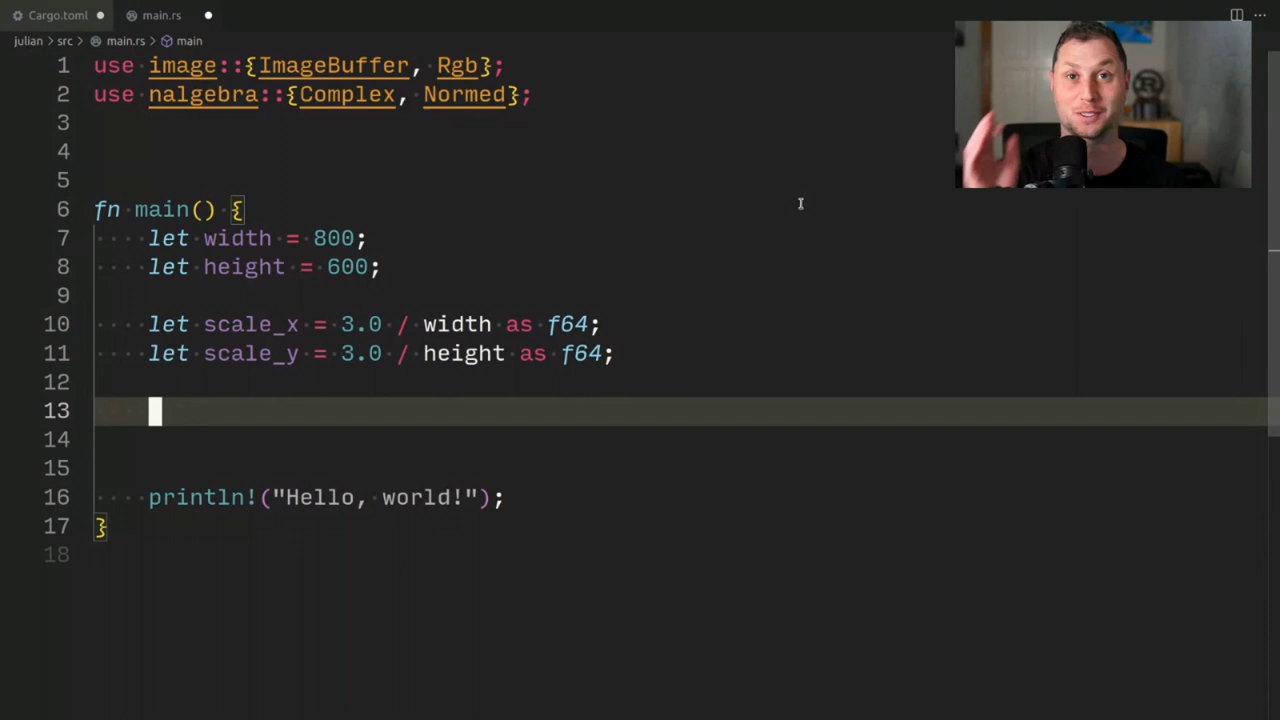 Cargo.toml main.rs
julian › src › main.rs › main
1 use image::{ImageBuffer, Rgb};
2 use nalgebra::{Complex, Normed};
3
4
5
6 fn main() {
7 let width = 800;
8 let height = 600;
9
10 let scale_x = 3.0 / width as f64;
11 let scale_y = 3.0 / height as f64;
12
13
14
15
16 println!("Hello, world!");
17 }
18